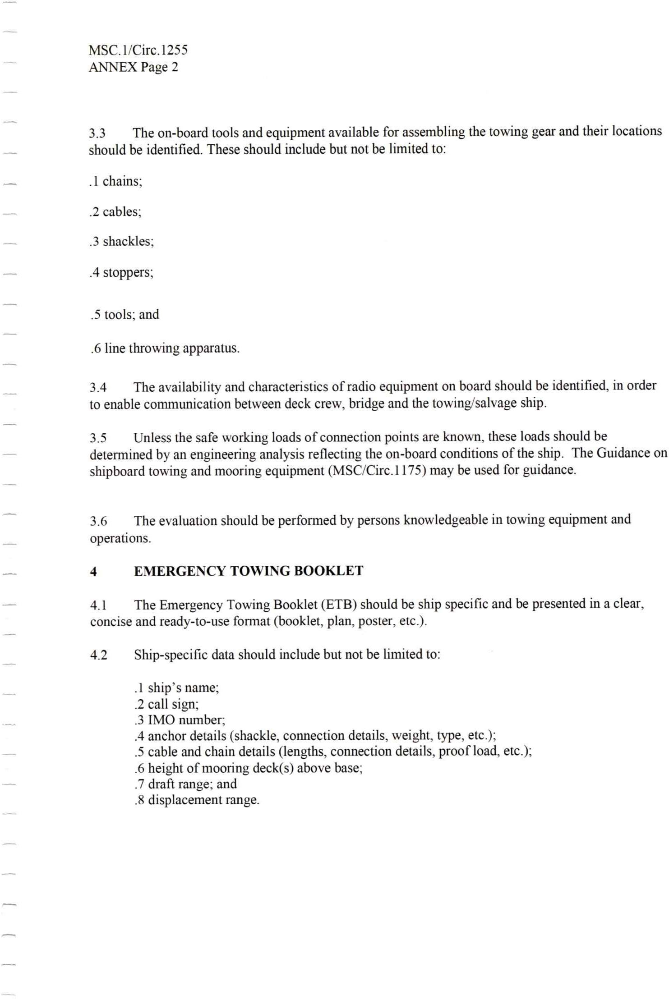 MSC.1/Circ.1255
ANNEX Page 2
3.3 The on-board tools and equipment available for assembling the towing gear and their locations
should be identified. These should include but not be limited to:
.1 chains;
.2 cables;
.3 shackles;
.4 stoppers;
.5 tools; and
.6 line throwing apparatus.
3.4 The availability and characteristics of radio equipment on board should be identified, in order
to enable communication between deck crew, bridge and the towing/salvage ship.
3.5 Unless the safe working loads of connection points are known, these loads should be
determined by an engineering analysis reflecting the on-board conditions of the ship. The Guidance on
shipboard towing and mooring equipment (MSC/Circ.1175) may be used for guidance.
3.6 The evaluation should be performed by persons knowledgeable in towing equipment and
operations.
4 EMERGENCY TOWING BOOKLET
4.1 The Emergency Towing Booklet (ETB) should be ship specific and be presented in a clear,
concise and ready-to-use format (booklet, plan, poster, etc.).
4.2 Ship-specific data should include but not be limited to:
.1 ship’s name;
.2 call sign;
.3 IMO number;
.4 anchor details (shackle, connection details, weight, type, etc.);
.5 cable and chain details (lengths, connection details, proof load, etc.);
.6 height of mooring deck(s) above base;
.7 draft range; and
.8 displacement range.